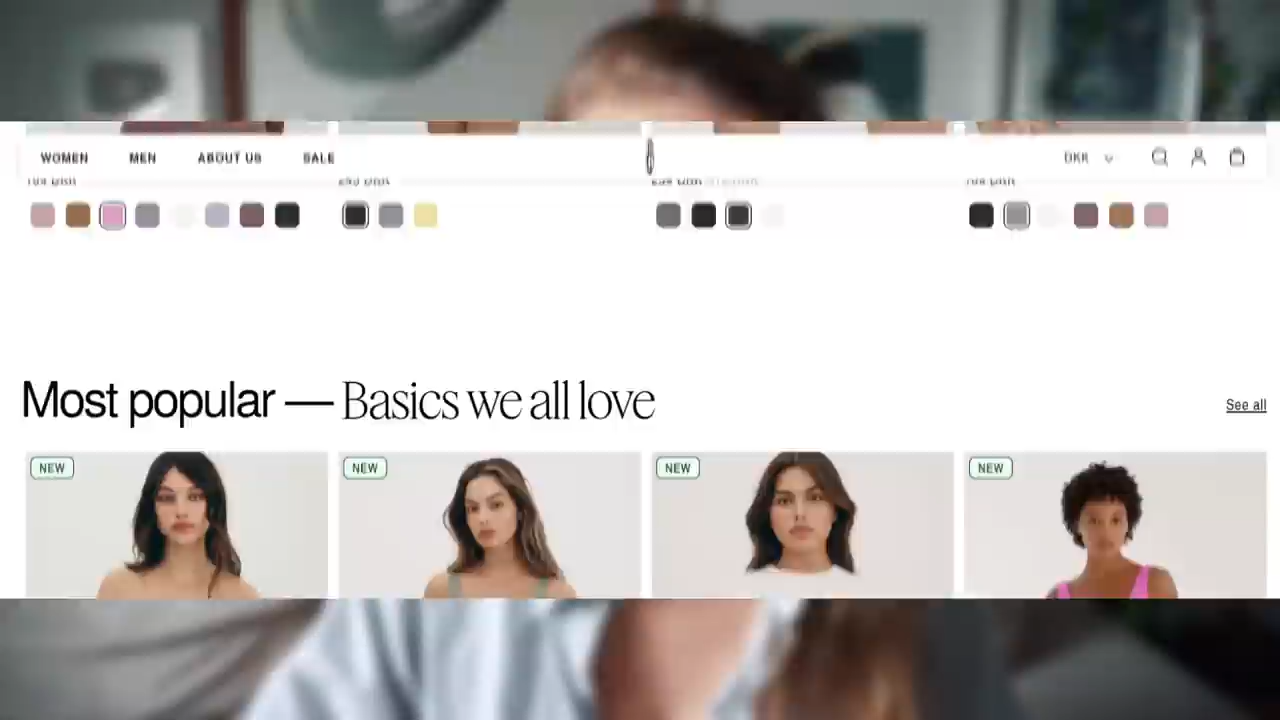 WOMEN MEN ABOUT US SALE DKK
Most popular — Basics we all love
See all
NEW NEW NEW NEW